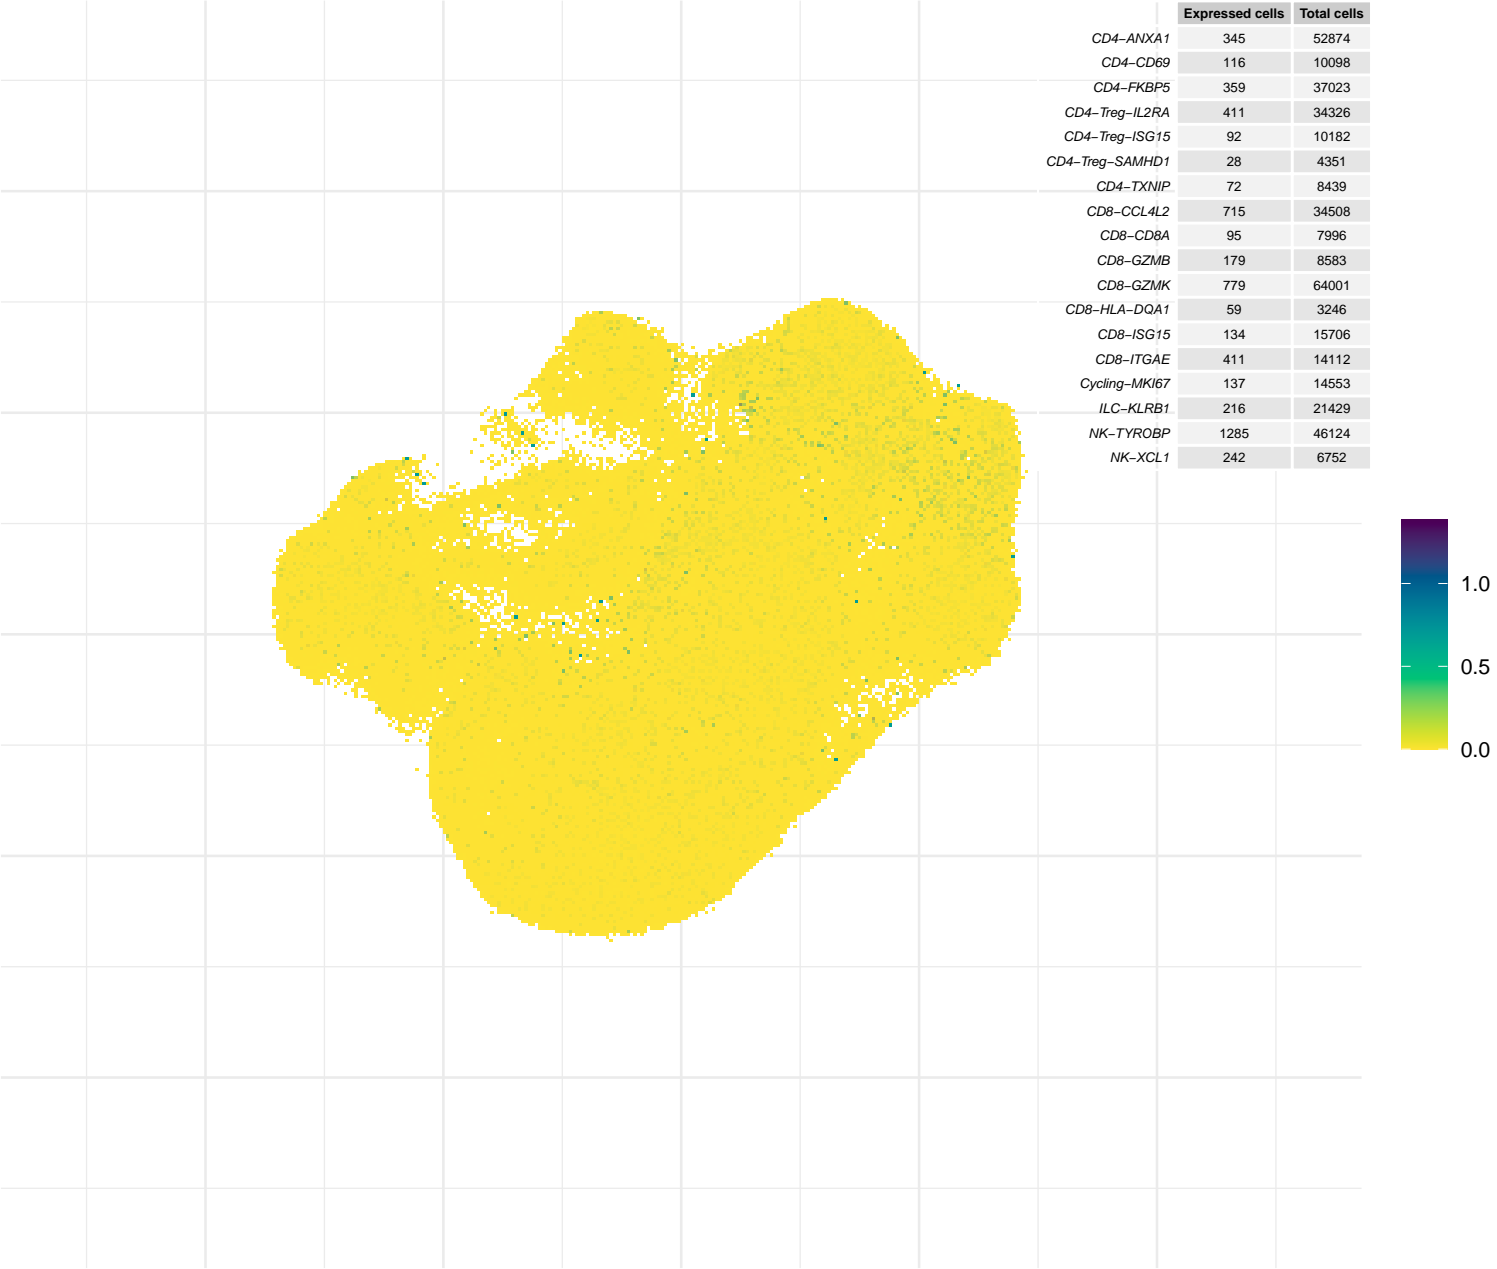 Expressed cells Total cells
CD4−ANXA1 345 52874
CD4−CD69 116 10098
CD4−FKBP5 359 37023
CD4−Treg−IL2RA 411 34326
CD4−Treg−ISG15 92 10182
CD4−Treg−SAMHD1 28 4351
CD4−TXNIP 72 8439
CD8−CCL4L2 715 34508
CD8−CD8A 95 7996
CD8−GZMB 179 8583
CD8−GZMK 779 64001
CD8−HLA−DQA1 59 3246
CD8−ISG15 134 15706
CD8−ITGAE 411 14112
Cycling−MKI67 137 14553
ILC−KLRB1 216 21429
NK−TYROBP 1285 46124
NK−XCL1 242 6752
1.0
0.5
0.0